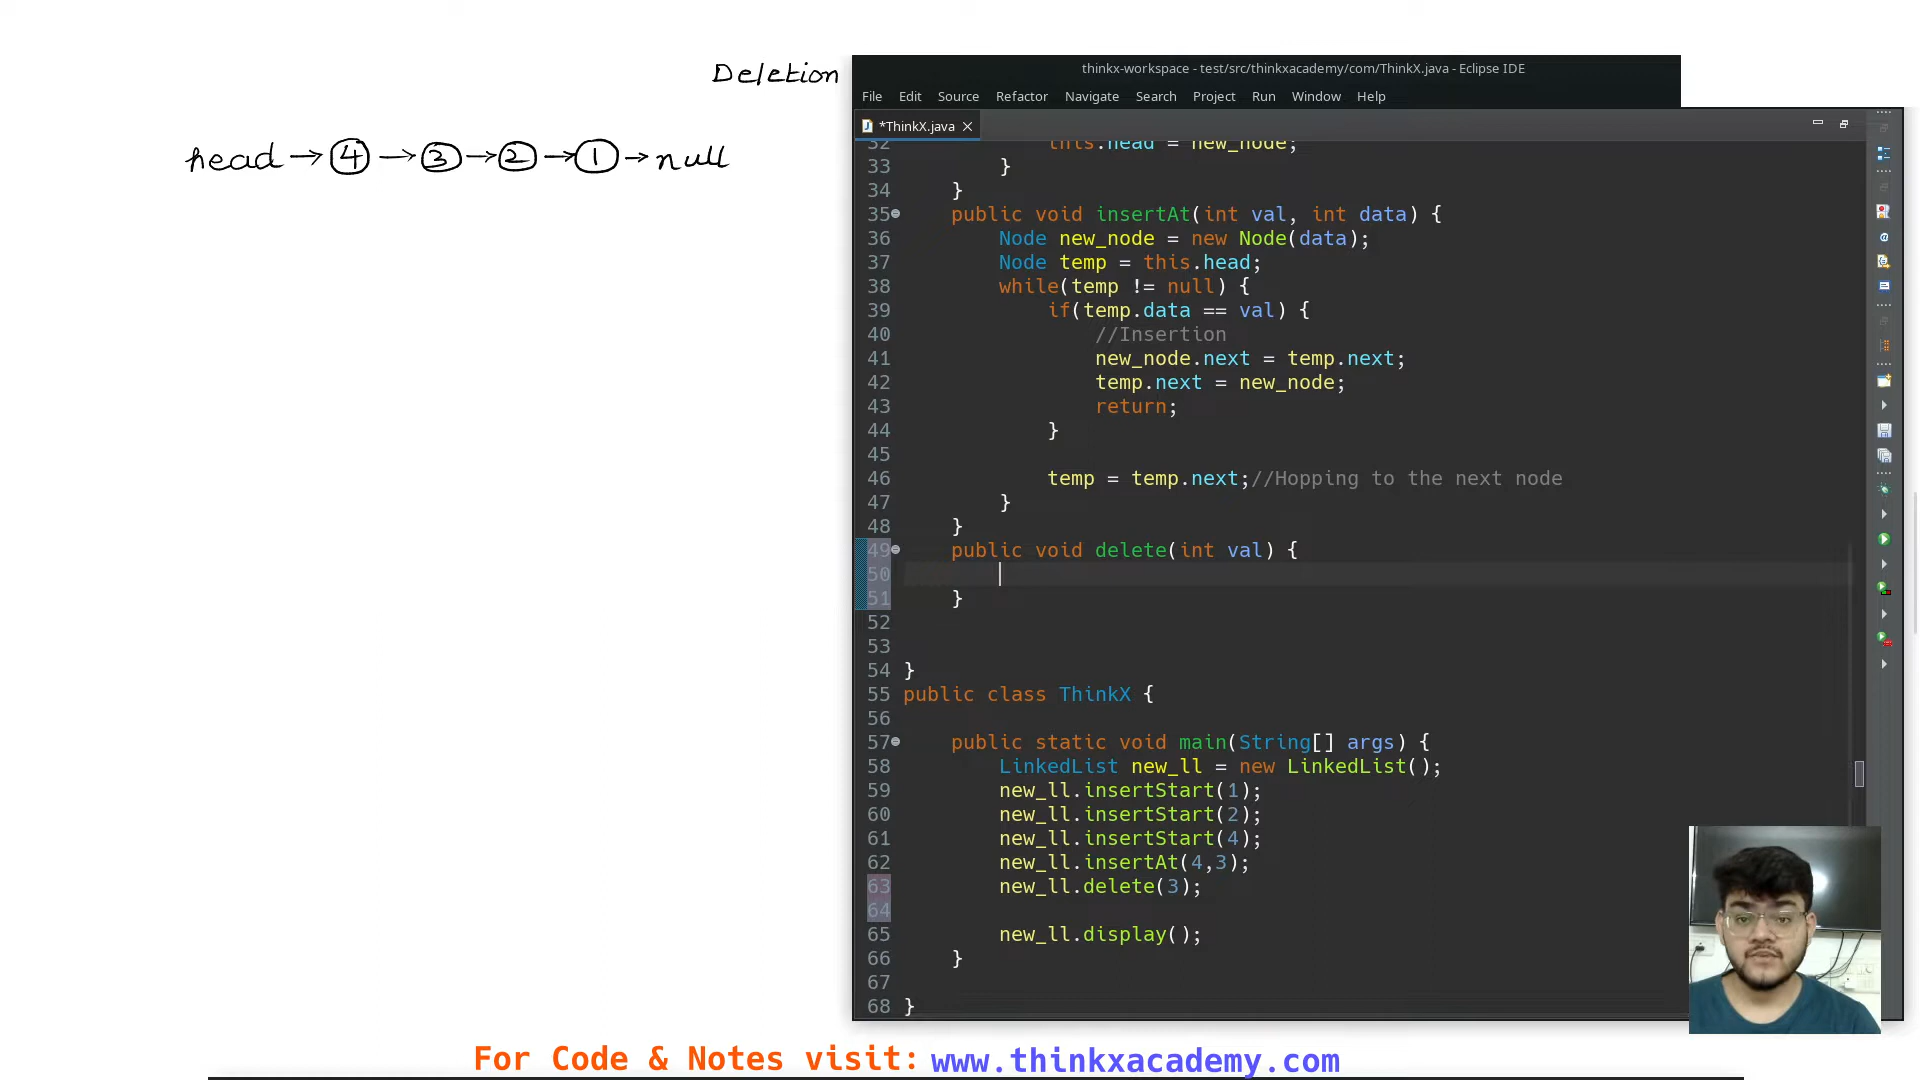 Deletion
head → 4 → 3 → 2 → 1 → null
thinkx-workspace - test/src/thinkxacademy/com/ThinkX.java - Eclipse IDE
File Edit Source Refactor Navigate Search Project Run Window Help
*ThinkX.java
32 this.head = new_node;
33 }
34 }
35 public void insertAt(int val, int data) {
36 Node new_node = new Node(data);
37 Node temp = this.head;
38 while(temp != null) {
39 if(temp.data == val) {
40 //Insertion
41 new_node.next = temp.next;
42 temp.next = new_node;
43 return;
44 }
45
46 temp = temp.next;//Hopping to the next node
47 }
48 }
49 public void delete(int val) {
50
51 }
52
53
54 }
55 public class ThinkX {
56
57 public static void main(String[] args) {
58 LinkedList new_ll = new LinkedList();
59 new_ll.insertStart(1);
60 new_ll.insertStart(2);
61 new_ll.insertStart(4);
62 new_ll.insertAt(4,3);
63 new_ll.delete(3);
64
65 new_ll.display();
66 }
67
68 }
For Code & Notes visit: www.thinkxacademy.com